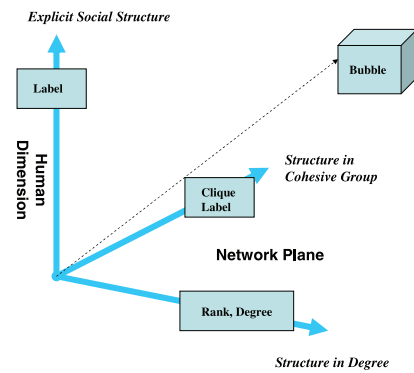 Explicit Social Structure
Label
Bubble
Human
Dimension
Structure in
Cohesive Group
Clique
Label
Network Plane
Rank, Degree
Structure in Degree